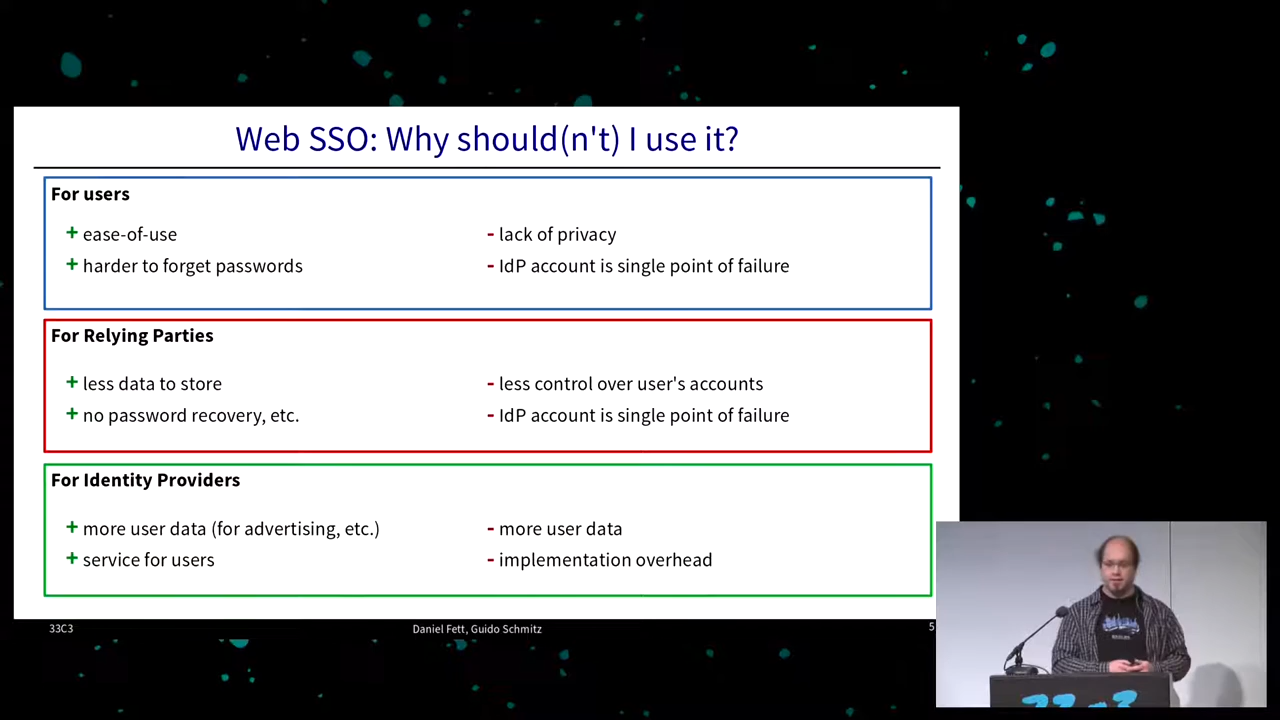 Web SSO: Why should(n't) I use it?
For users
+ ease-of-use
- lack of privacy
+ harder to forget passwords
- IdP account is single point of failure
For Relying Parties
+ less data to store
- less control over user's accounts
+ no password recovery, etc.
- IdP account is single point of failure
For Identity Providers
+ more user data (for advertising, etc.)
- more user data
+ service for users
- implementation overhead
33C3
Daniel Fett, Guido Schmitz
5